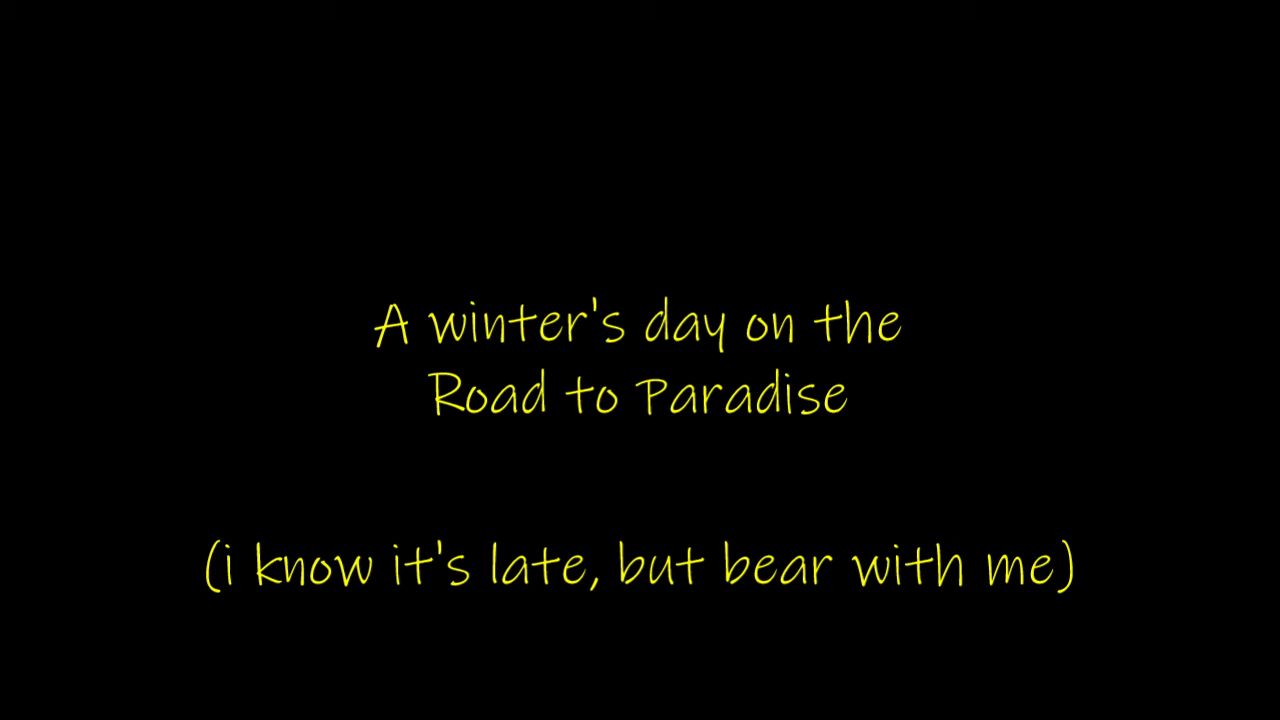 A winter's day on the
Road to Paradise
(i know it's late, but bear with me)